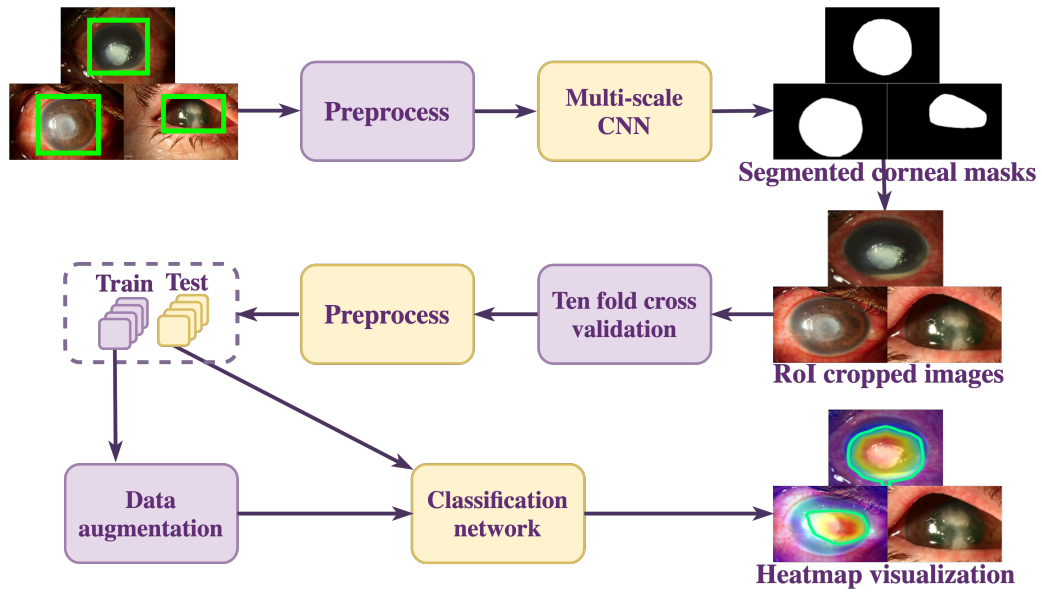 Preprocess
Multi-scale
CNN
Segmented corneal masks
Train Test
Preprocess
Ten fold cross
validation
RoI cropped images
Data
augmentation
Classification
network
Heatmap visualization